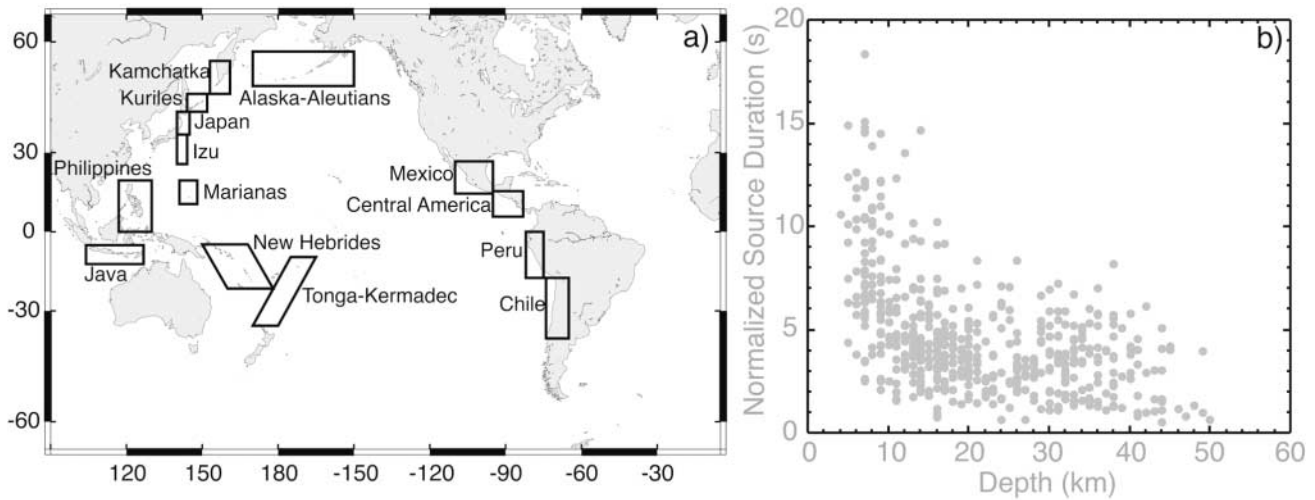 a)
60
30
0
-30
-60
120
150
-150
-120
-90
-60
-30
Kamchatka
Kuriles
Alaska-Aleutians
Japan
Izu
Philippines
Marianas
Mexico
Central America
New Hebrides
Java
Tonga-Kermadec
Peru
Chile
b)
Normalized Source Duration (s)
20
15
10
5
0
0
10
20
30
40
50
60
Depth (km)